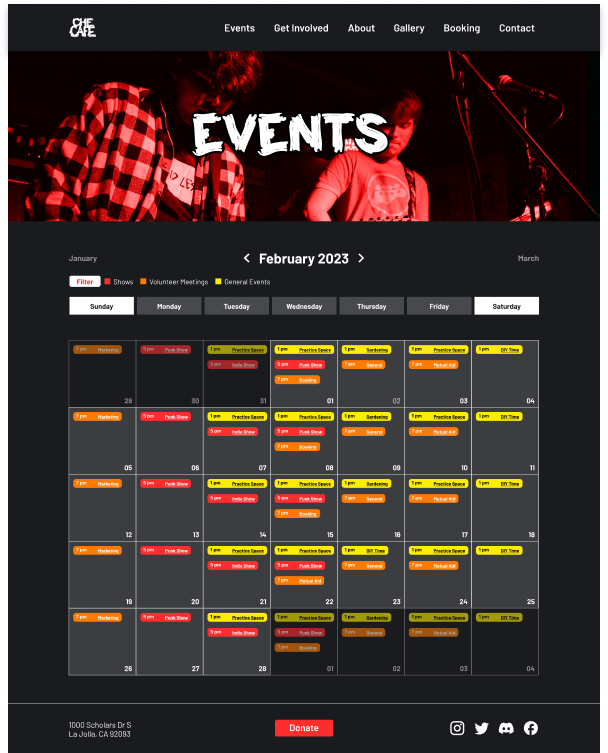 CHE
CAFE
Events Get Involved About Gallery Booking Contact
EVENTS
January
February 2023
March
Filter Shows Volunteer Meetings General Events
Sunday Monday Tuesday Wednesday Thursday Friday Saturday
7 pm Marketing 5 pm Punk Show 1 pm Practice Space 1 pm Practice Space 1 pm Gardening 1 pm Practice Space 1 pm DIY Time
5 pm Indie Show 5 pm Punk Show 7 pm General 7 pm Mutual Aid
7 pm Booking
29 30 31 01 02 03 04
7 pm Marketing 5 pm Punk Show 1 pm Practice Space 1 pm Practice Space 1 pm Gardening 1 pm Practice Space 1 pm DIY Time
5 pm Indie Show 5 pm Punk Show 7 pm General 7 pm Mutual Aid
7 pm Booking
05 06 07 08 09 10 11
7 pm Marketing 5 pm Punk Show 1 pm Practice Space 1 pm Practice Space 1 pm Gardening 1 pm Practice Space 1 pm DIY Time
5 pm Indie Show 5 pm Punk Show 7 pm General 7 pm Mutual Aid
7 pm Booking
12 13 14 15 16 17 18
7 pm Marketing 5 pm Punk Show 1 pm Practice Space 1 pm Practice Space 1 pm DIY Time 1 pm Practice Space 1 pm DIY Time
5 pm Indie Show 5 pm Punk Show 7 pm General 7 pm Mutual Aid
7 pm Mutual Aid
19 20 21 22 23 24 25
7 pm Marketing 5 pm Punk Show 1 pm Practice Space 1 pm Practice Space 1 pm Gardening 1 pm Practice Space 1 pm DIY Time
5 pm Indie Show 5 pm Punk Show 7 pm General 7 pm Mutual Aid
7 pm Booking
26 27 28 01 02 03 04
1000 Scholars Dr S
La Jolla, CA 92093
Donate